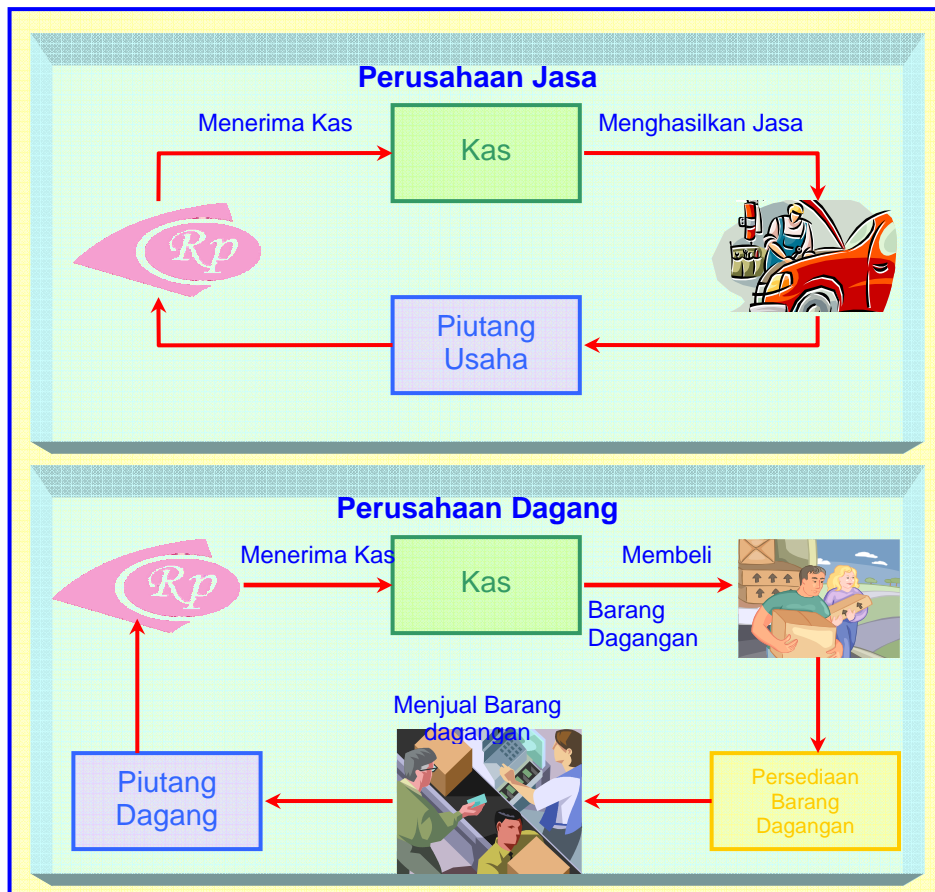 Perusahaan Jasa
Menerima Kas
Kas
Menghasilkan Jasa
Rp
Piutang
Usaha
Perusahaan Dagang
Menerima Kas
Kas
Membeli
Barang
Dagangan
Rp
Menjual Barang
dagangan
Piutang
Dagang
Persediaan
Barang
Dagangan